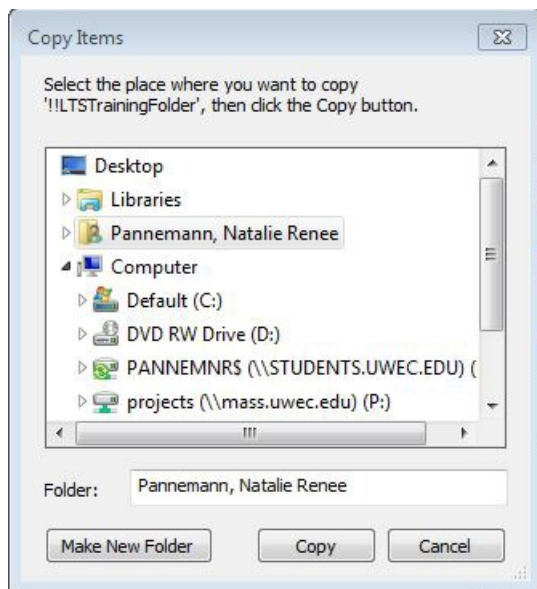 Copy Items
Select the place where you want to copy
'!!LTSTrainingFolder', then click the Copy button.
Desktop
Libraries
Pannemann, Natalie Renee
Computer
Default (C:)
DVD RW Drive (D:)
PANNEMNR$ (\\STUDENTS.UWEC.EDU) (
projects (\\mass.uwec.edu) (P:)
Folder: Pannemann, Natalie Renee
Make New Folder Copy Cancel